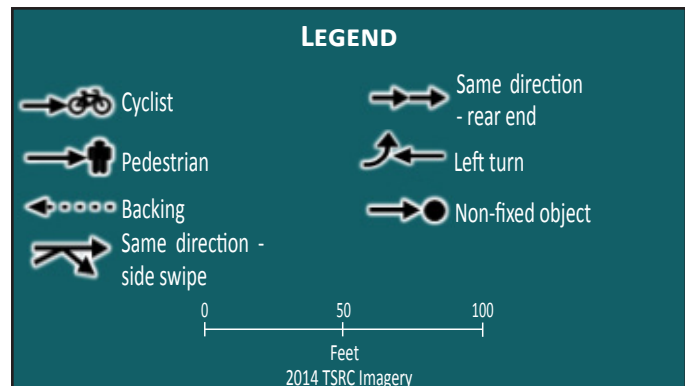 LEGEND
Cyclist
Pedestrian
Backing
Same direction -
side swipe
Same direction
- rear end
Left turn
Non-fixed object
0 50 100
Feet
2014 TSRC Imagery